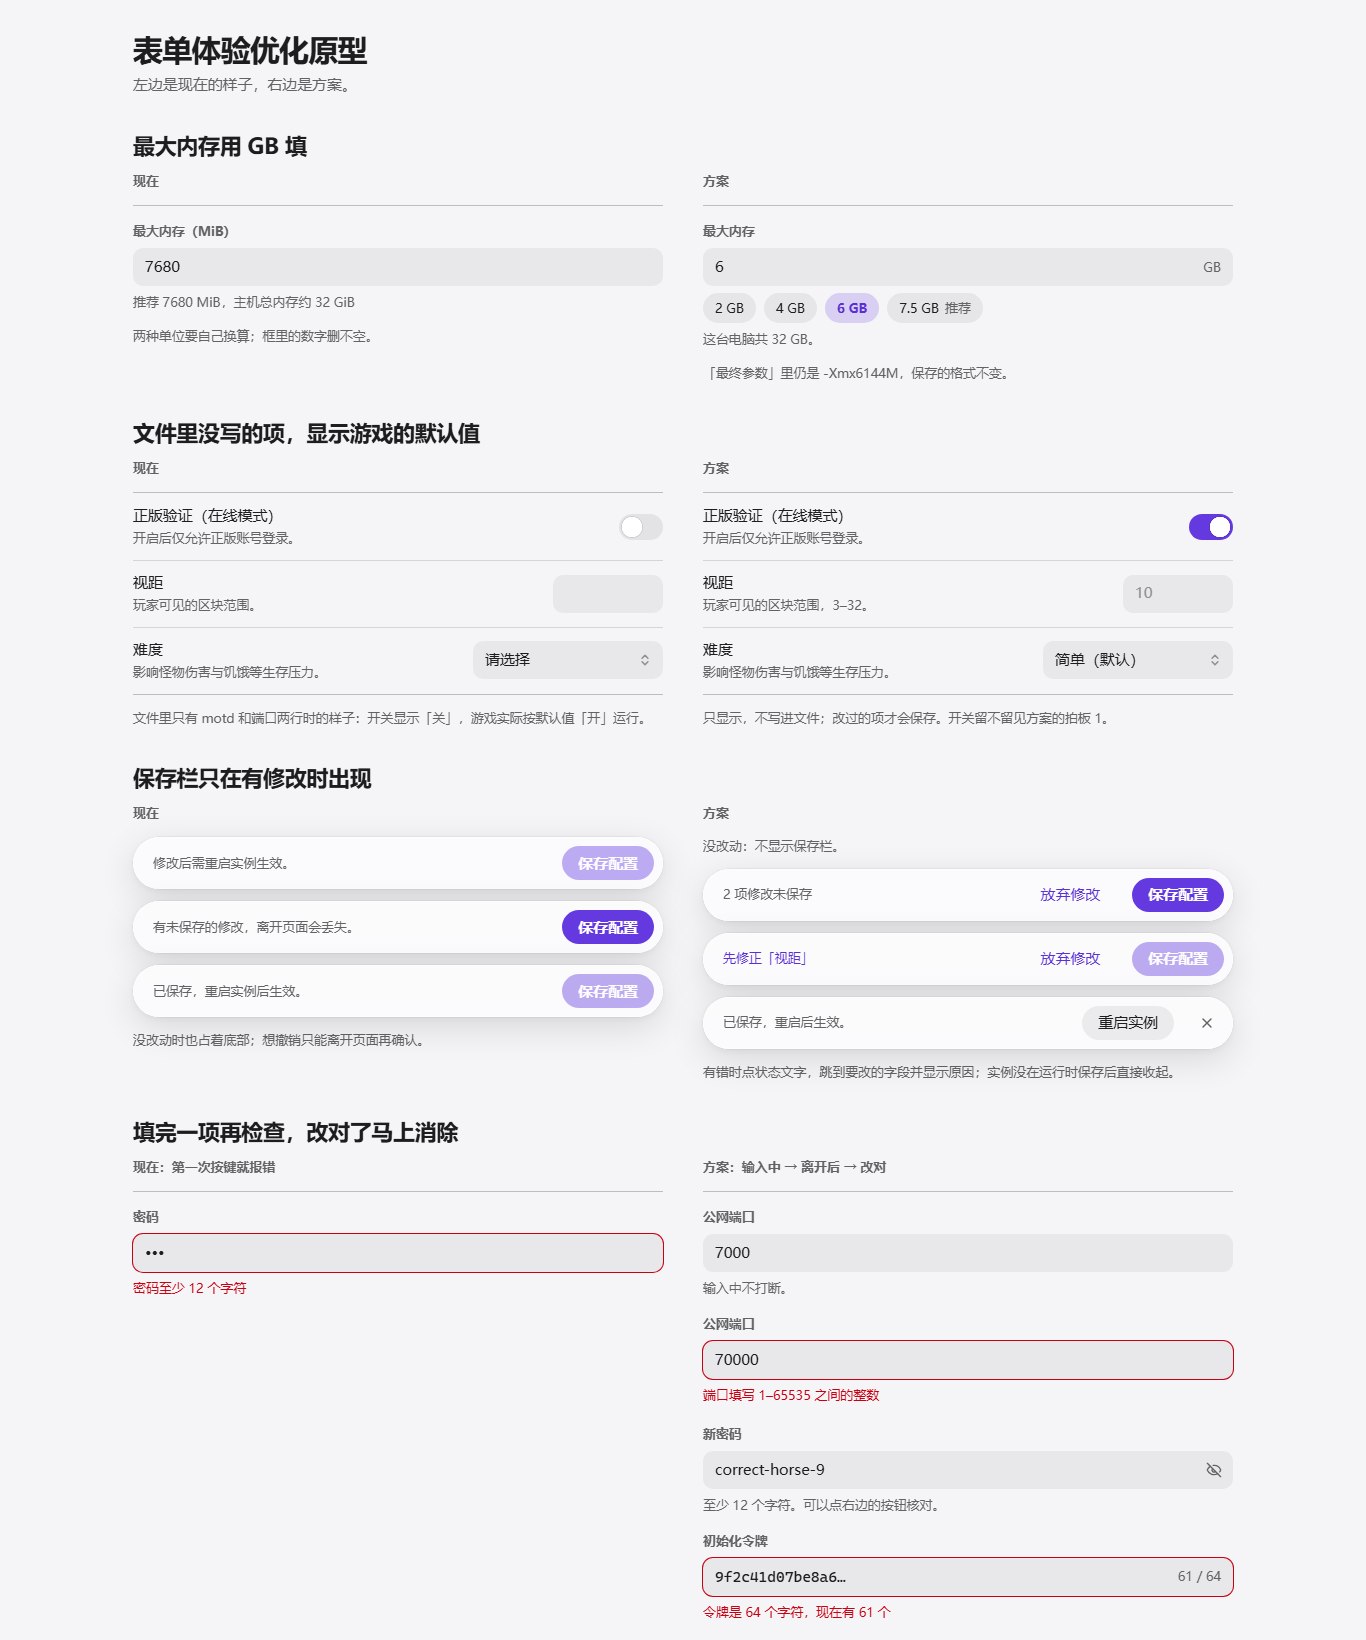 表单体验优化原型
左边是现在的样子，右边是方案。
最大内存用 GB 填
现在
最大内存（MiB）
7680
推荐 7680 MiB，主机总内存约 32 GiB
两种单位要自己换算；框里的数字删不空。
方案
最大内存
6 GB
2 GB 4 GB 6 GB 7.5 GB 推荐
这台电脑共 32 GB。
「最终参数」里仍是 -Xmx6144M，保存的格式不变。
文件里没写的项，显示游戏的默认值
现在
正版验证（在线模式）
开启后仅允许正版账号登录。
视距
玩家可见的区块范围。
难度
影响怪物伤害与饥饿等生存压力。
请选择
文件里只有 motd 和端口两行时的样子：开关显示「关」，游戏实际按默认值「开」运行。
方案
正版验证（在线模式）
开启后仅允许正版账号登录。
视距
玩家可见的区块范围，3–32。
10
难度
影响怪物伤害与饥饿等生存压力。
简单（默认）
只显示，不写进文件；改过的项才会保存。开关留不留见方案的拍板 1。
保存栏只在有修改时出现
现在
修改后需重启实例生效。 保存配置
有未保存的修改，离开页面会丢失。 保存配置
已保存，重启实例后生效。 保存配置
没改动时也占着底部；想撤销只能离开页面再确认。
方案
没改动：不显示保存栏。
2 项修改未保存 放弃修改 保存配置
先修正「视距」 放弃修改 保存配置
已保存，重启后生效。 重启实例 ×
有错时点状态文字，跳到要改的字段并显示原因；实例没在运行时保存后直接收起。
填完一项再检查，改对了马上消除
现在：第一次按键就报错
密码
•••
密码至少 12 个字符
方案：输入中 → 离开后 → 改对
公网端口
7000
输入中不打断。
公网端口
70000
端口填写 1–65535 之间的整数
新密码
correct-horse-9
至少 12 个字符。可以点右边的按钮核对。
初始化令牌
9f2c41d07be8a6… 61 / 64
令牌是 64 个字符，现在有 61 个